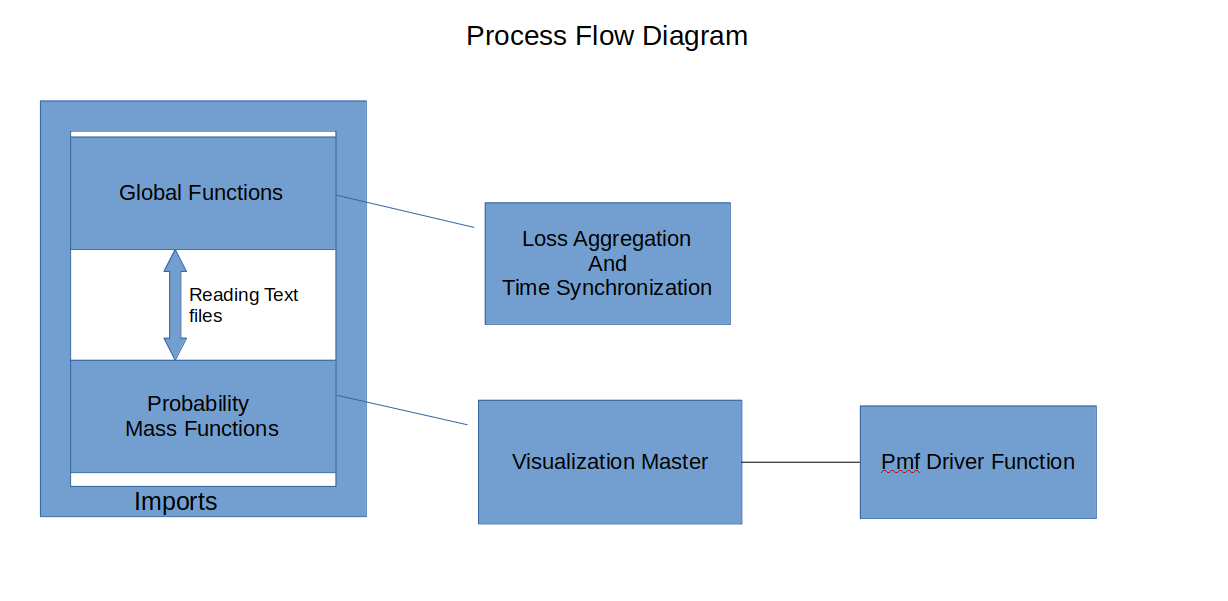 Process Flow Diagram
Global Functions
Reading Text
files
Probability
Mass Functions
Imports
Loss Aggregation
And
Time Synchronization
Visualization Master
Pmf Driver Function